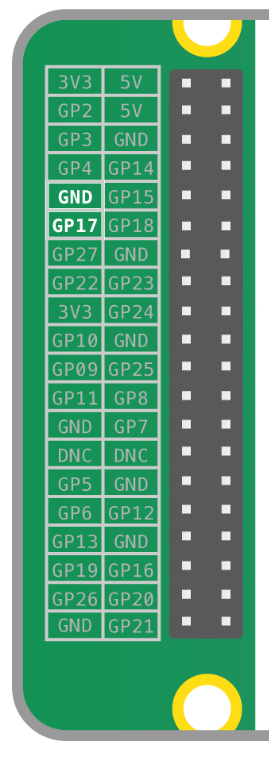 3V3 5V
GP2 5V
GP3 GND
GP4 GP14
GND GP15
GP17 GP18
GP27 GND
GP22 GP23
3V3 GP24
GP10 GND
GP09 GP25
GP11 GP8
GND GP7
DNC DNC
GP5 GND
GP6 GP12
GP13 GND
GP19 GP16
GP26 GP20
GND GP21